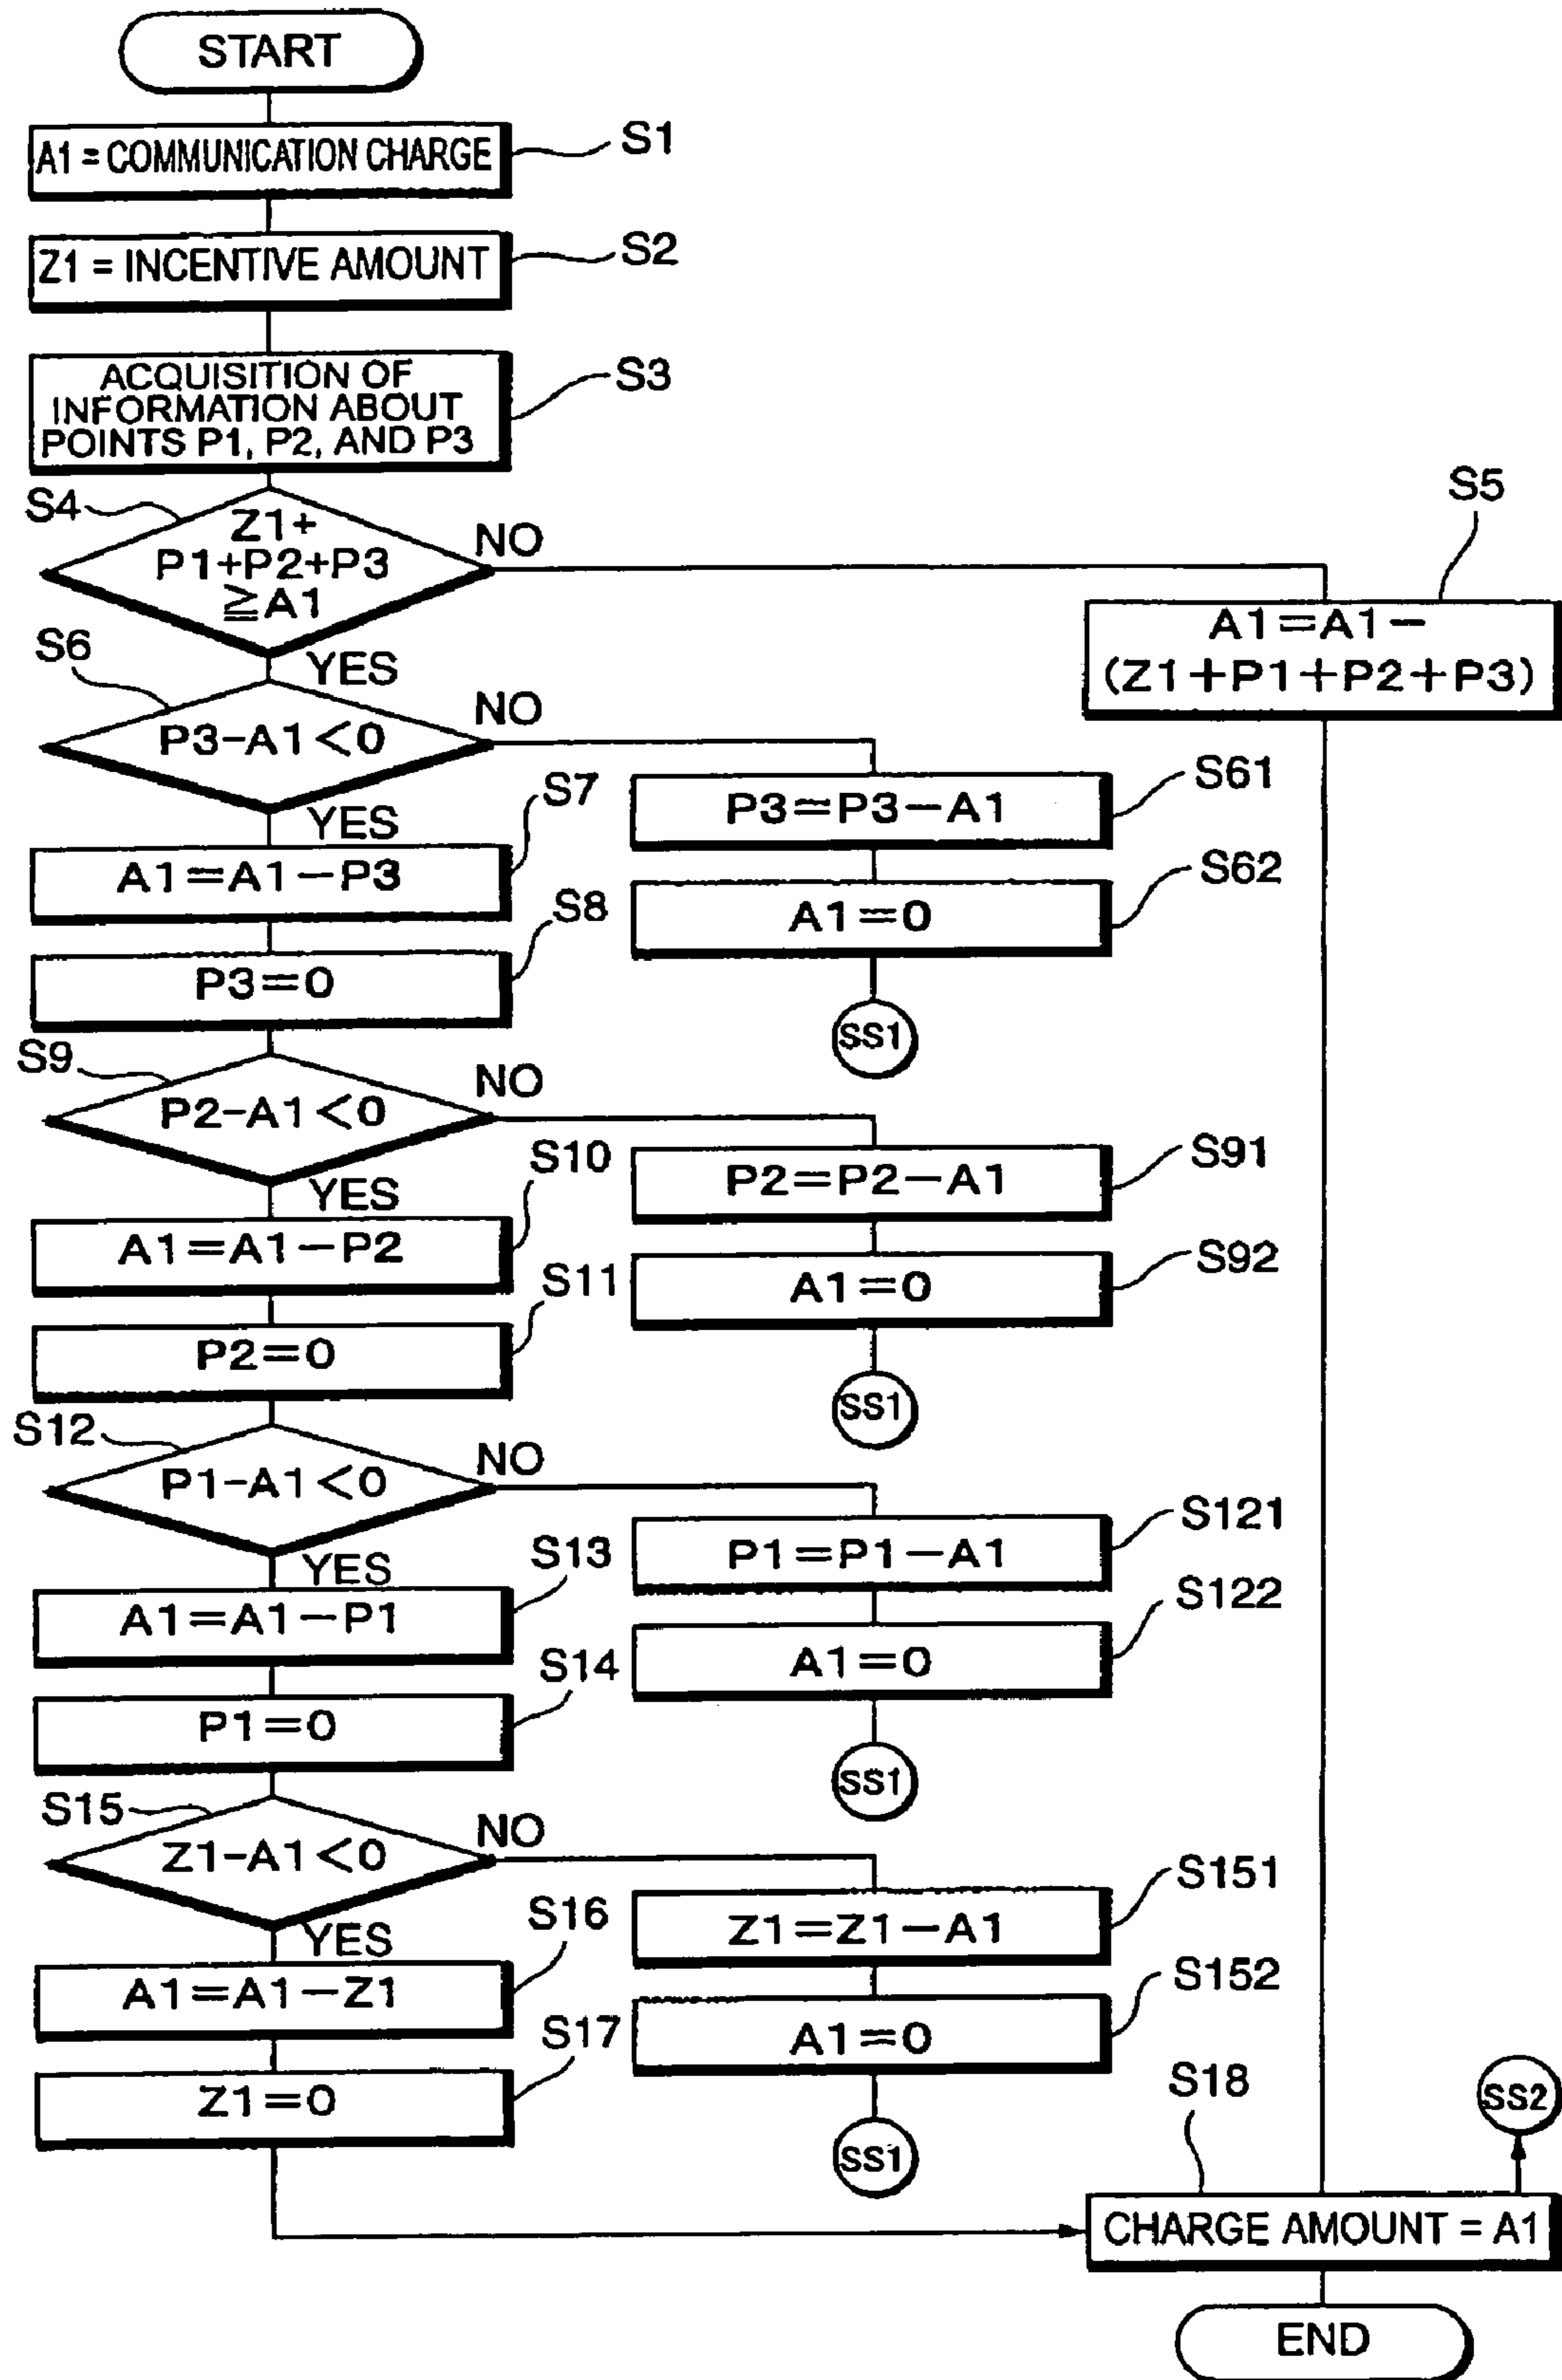 START
A1 = COMMUNICATION CHARGE
S1
Z1 = INCENTIVE AMOUNT
S2
ACQUISITION OF
INFORMATION ABOUT
POINTS P1, P2, AND P3
S3
S4
Z1+
P1+P2+P3
≧A1
NO
YES
S5
A1=A1-
(Z1+P1+P2+P3)
S6
P3-A1<0
NO
YES
S61
P3=P3-A1
S7
A1=A1-P3
S62
A1=0
S8
P3=0
SS1
S9
P2-A1<0
NO
YES
S91
P2=P2-A1
S10
A1=A1-P2
S92
A1=0
S11
P2=0
SS1
S12
P1-A1<0
NO
YES
S121
P1=P1-A1
S13
A1=A1-P1
S122
A1=0
S14
P1=0
SS1
S15
Z1-A1<0
NO
YES
S151
Z1=Z1-A1
S16
A1=A1-Z1
S152
A1=0
S17
Z1=0
SS1
S18
SS2
CHARGE AMOUNT = A1
END